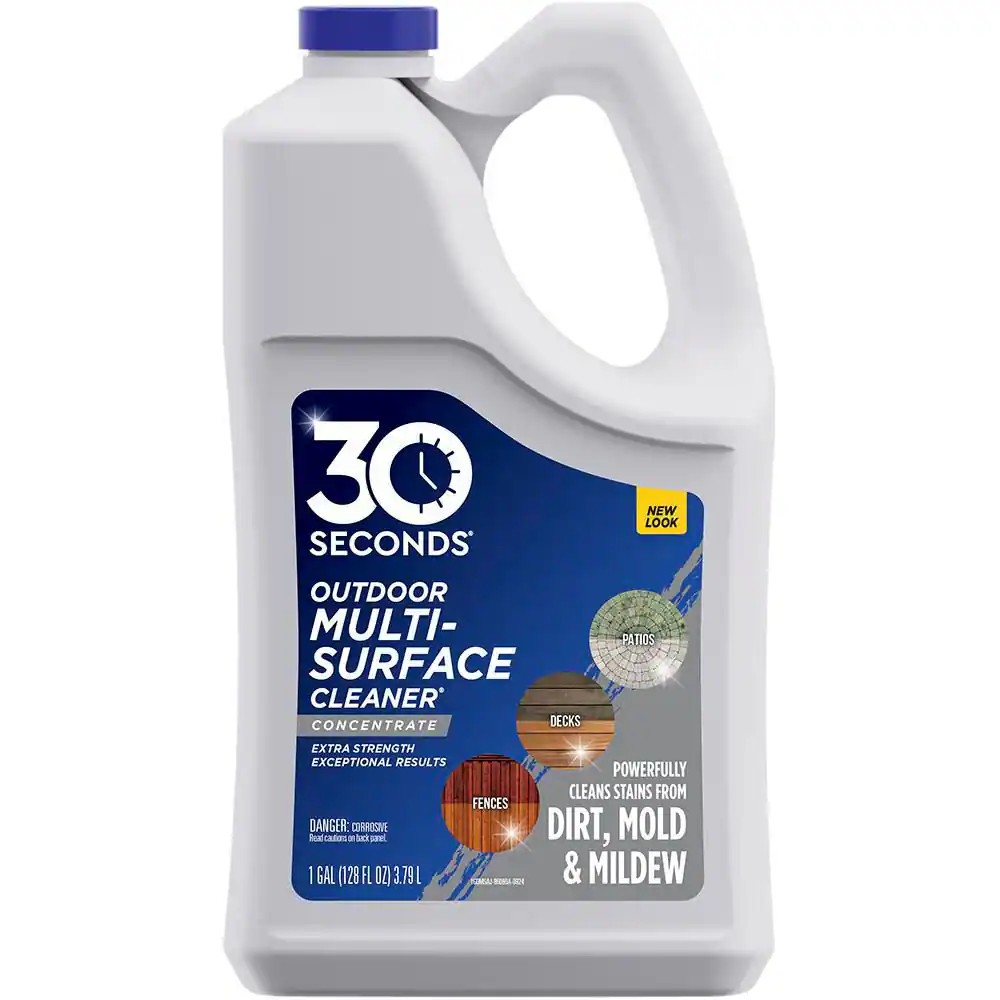 30
SECONDS®
NEW
LOOK
OUTDOOR
MULTI-
SURFACE
CLEANER®
CONCENTRATE
EXTRA STRENGTH
EXCEPTIONAL RESULTS
PATIOS
DECKS
FENCES
POWERFULLY
CLEANS STAINS FROM
DIRT, MOLD
& MILDEW
DANGER: CORROSIVE
Read cautions on back panel.
1 GAL (128 FL OZ) 3.79 L